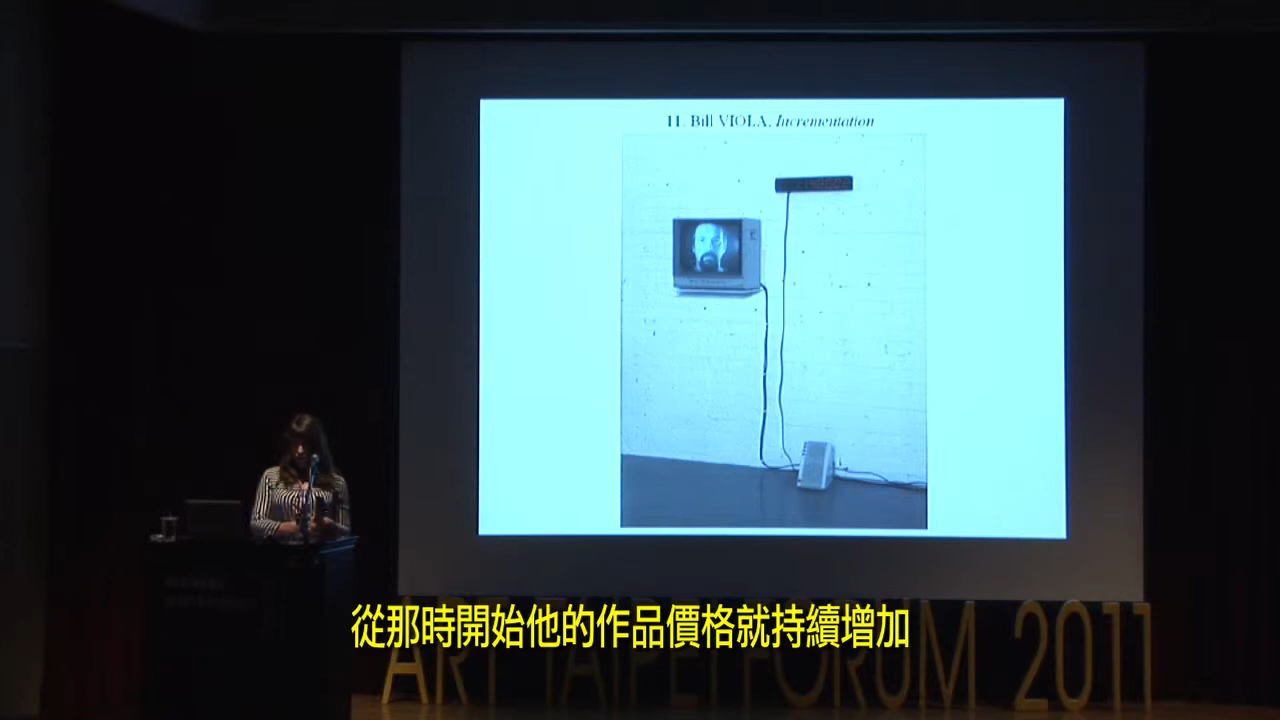 11. Bill VIOLA, Incrementation
從那時開始他的作品價格就持續增加
ART TAIPEI FORUM 2011